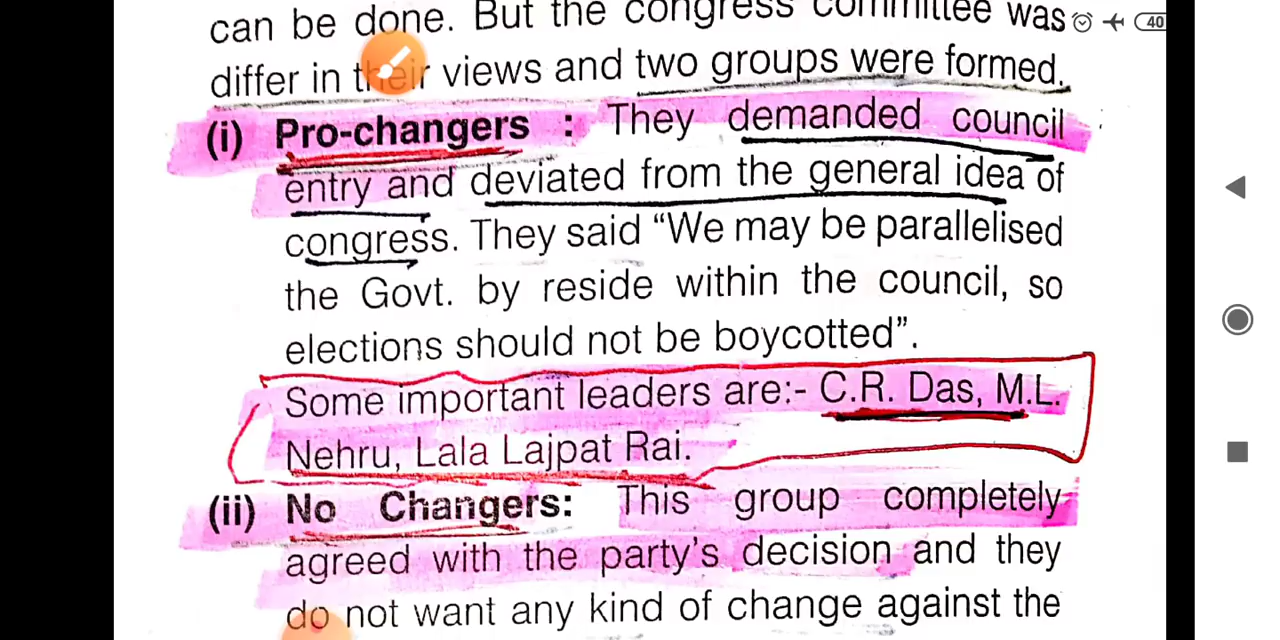 can be done. But the congress committee was
differ in their views and two groups were formed.
(i) Pro-changers : They demanded council
entry and deviated from the general idea of
congress. They said “We may be parallelised
the Govt. by reside within the council, so
elections should not be boycotted”.
Some important leaders are:- C.R. Das, M.L.
Nehru, Lala Lajpat Rai.
(ii) No Changers: This group completely
agreed with the party's decision and they
do not want any kind of change against the
40